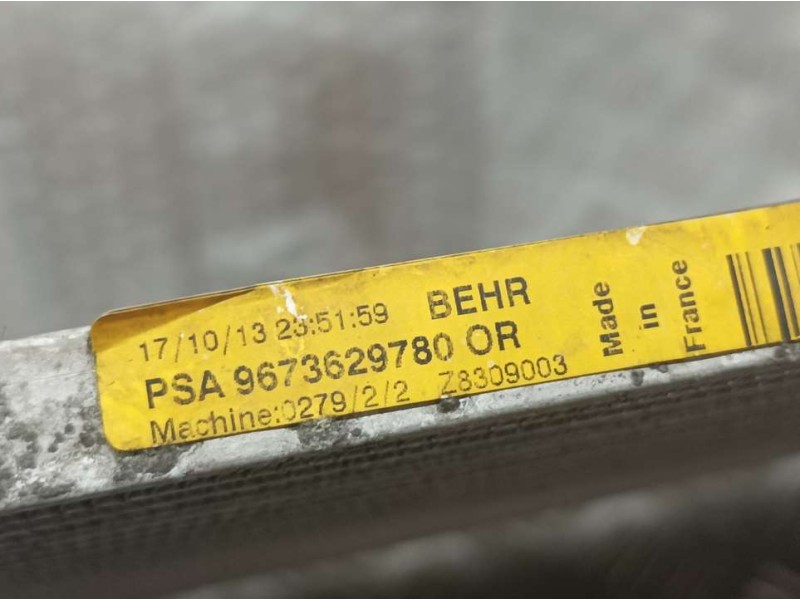 17/10/13 23:51:59 BEHR
PSA 9673629780 OR
Machine:0279/2/2 Z8309003
Made
in
France